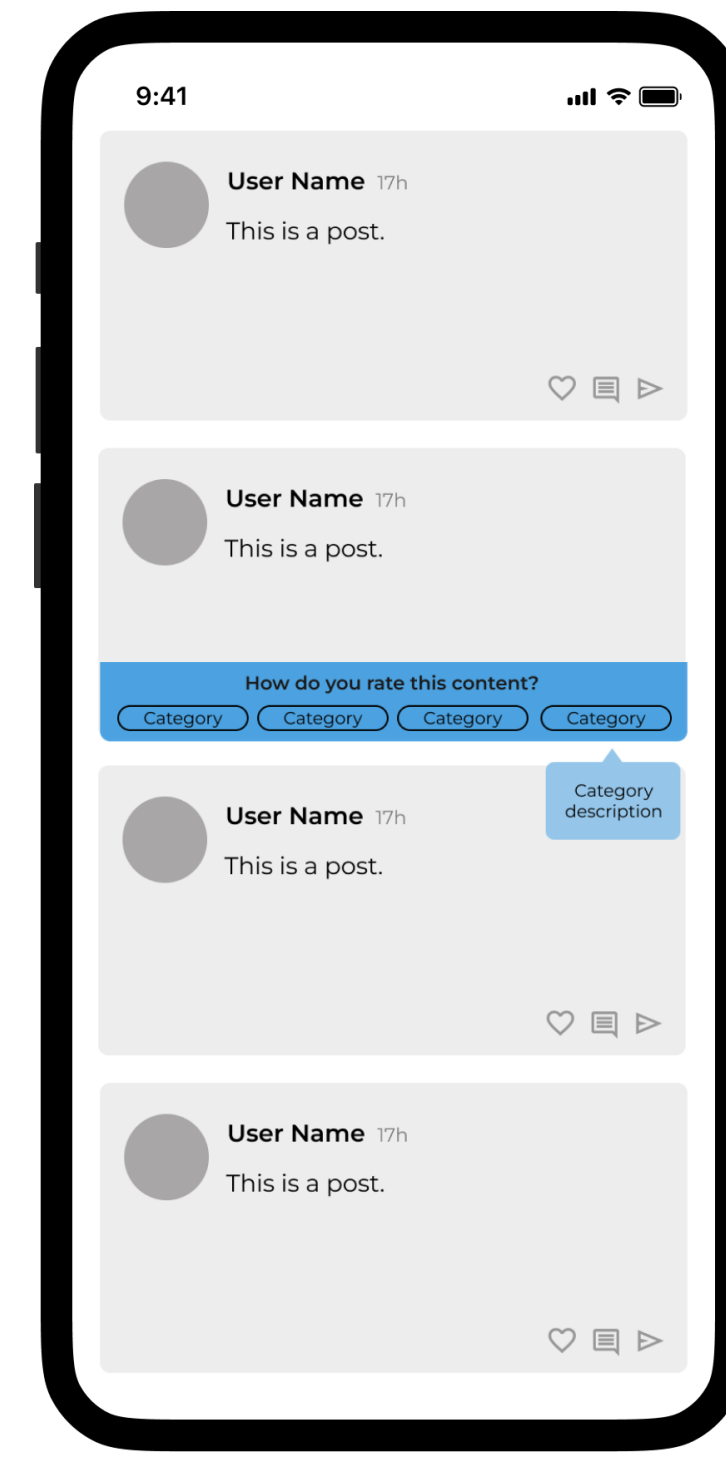 9:41
User Name 17h
This is a post.
User Name 17h
This is a post.
How do you rate this content?
Category Category Category Category
Category
description
User Name 17h
This is a post.
User Name 17h
This is a post.